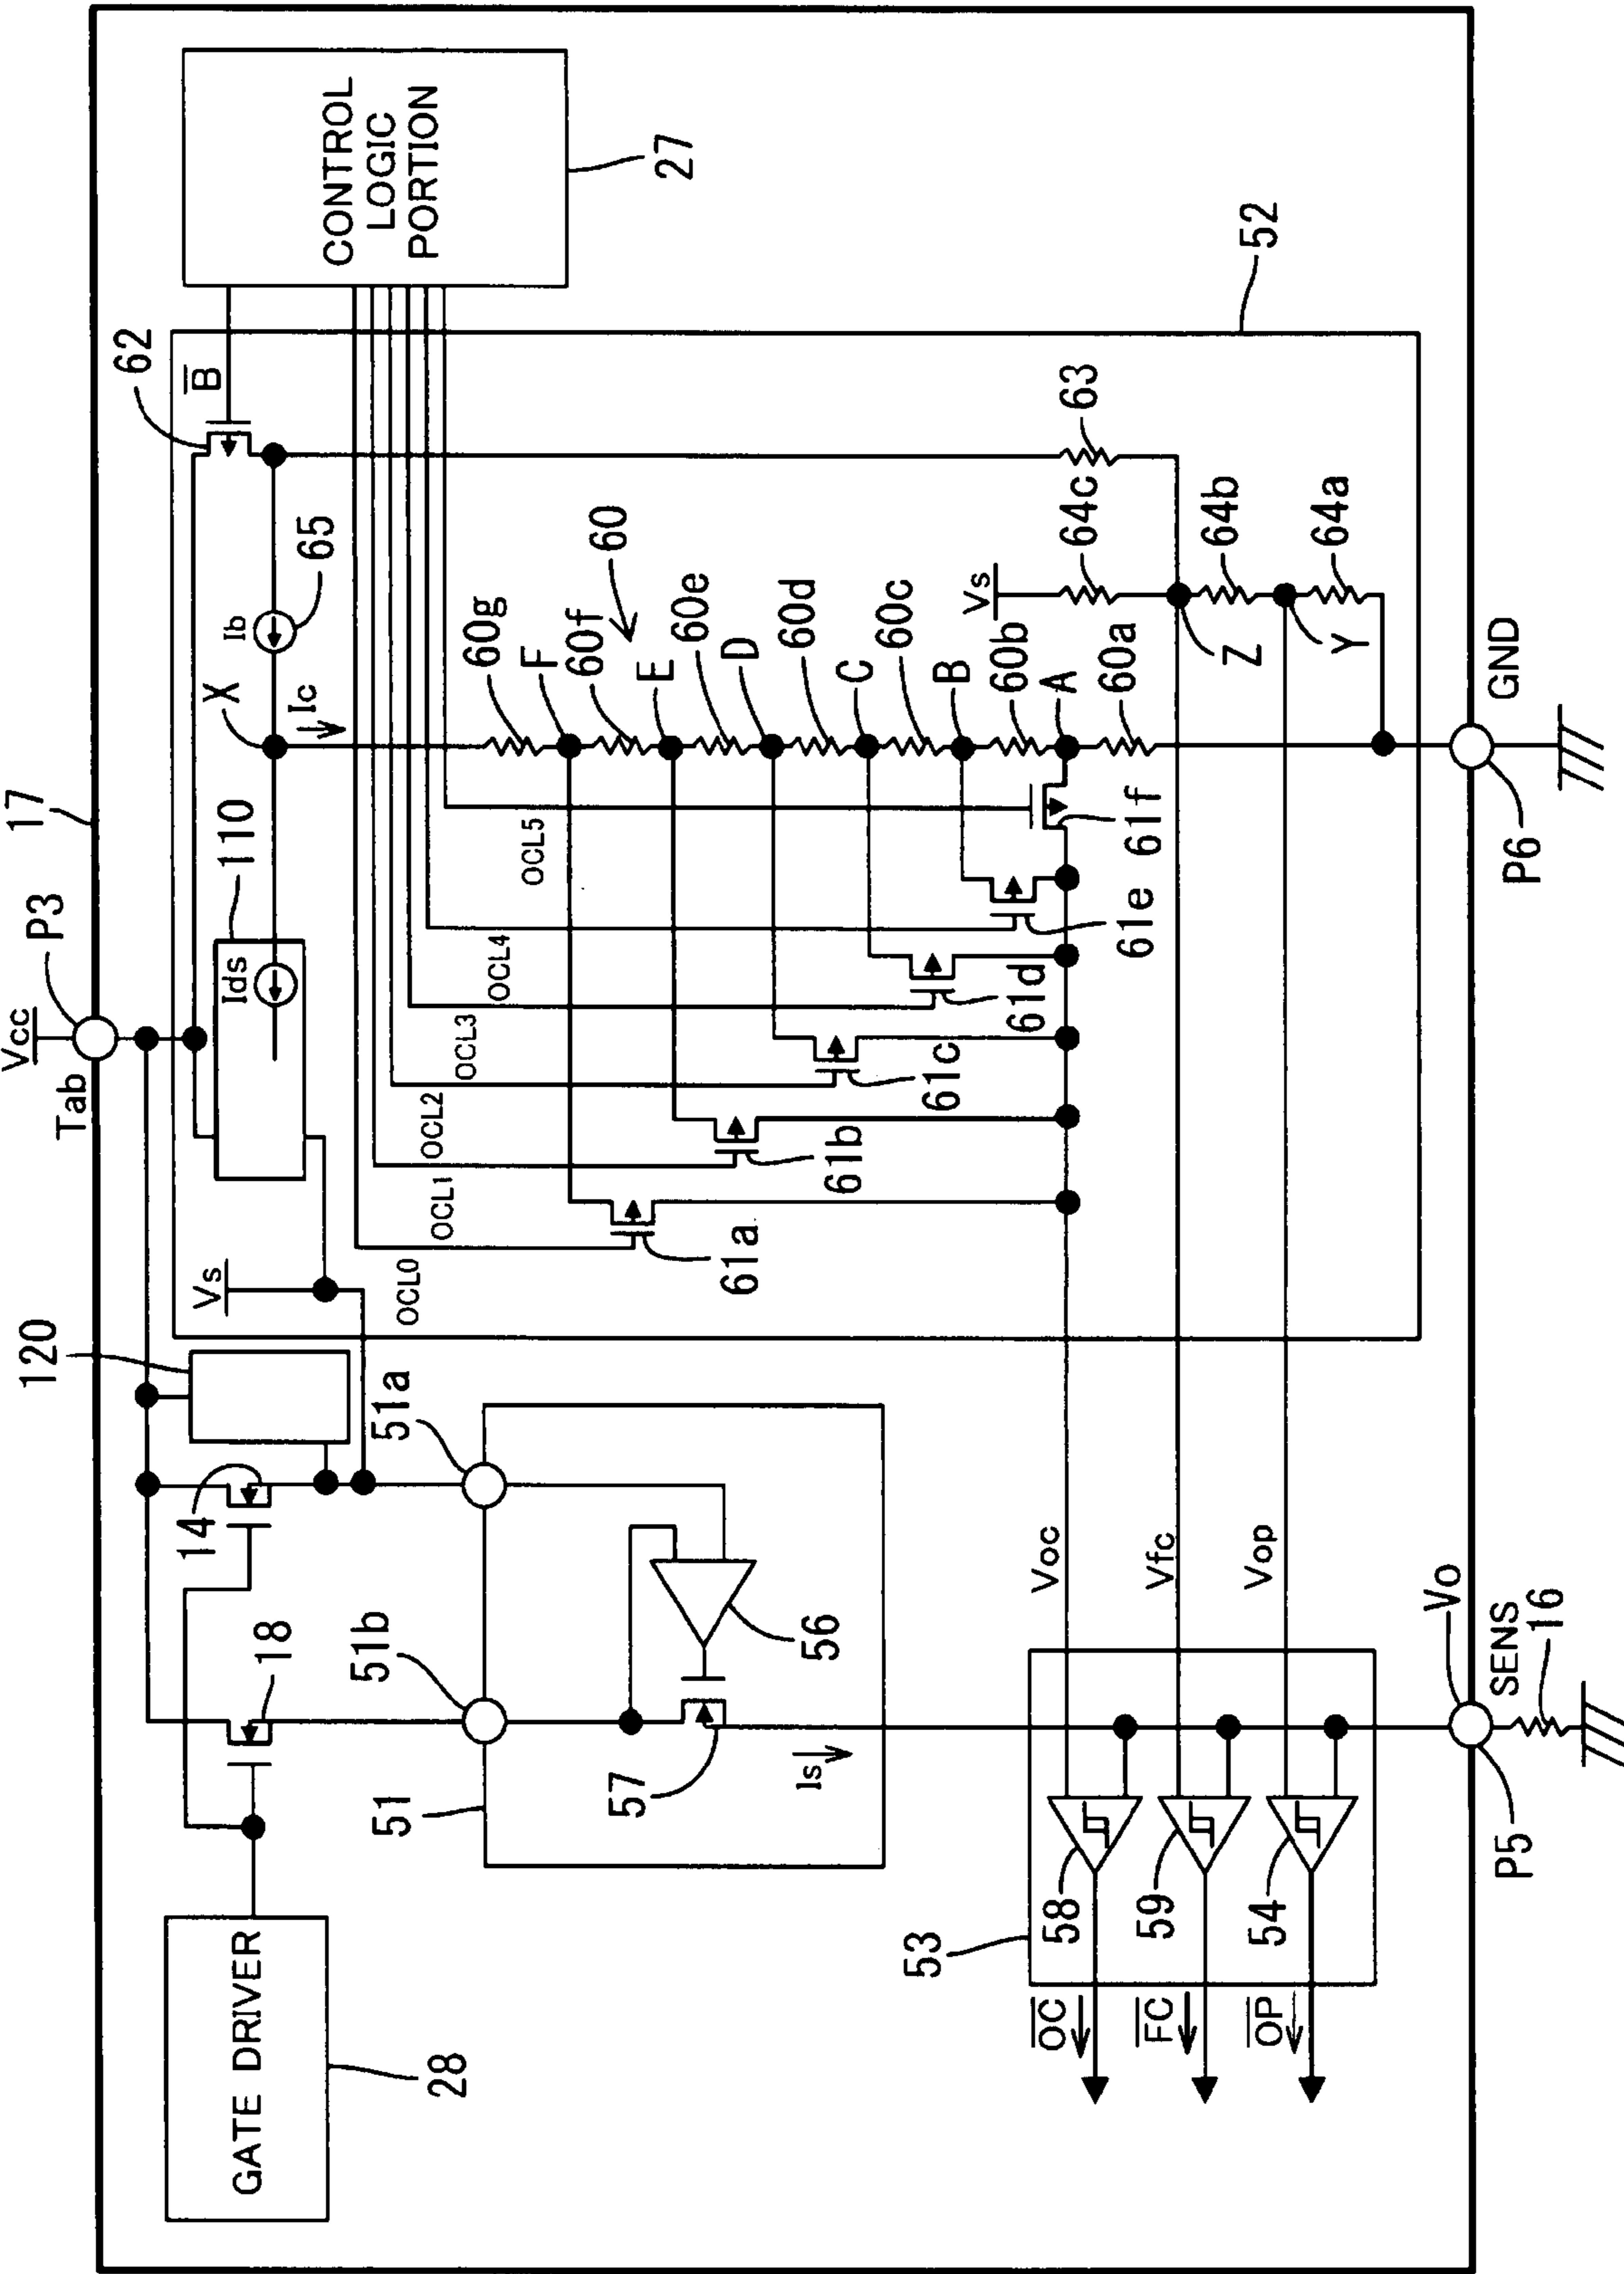 17
Vcc
P3
Tab
120
110
Ids
X
Ib
65
Ic
62
B
CONTROL
LOGIC
PORTION
27
GATE DRIVER
28
18
14
Vs
51b
51a
51
56
57
Is
OCL0
OCL1
OCL2
OCL3
OCL4
OCL5
61a
61b
61c
61d
61e
61f
60g
F
60f
60
E
60e
D
60d
C
60c
B
60b
A
60a
Vs
64c
63
Z
64b
Y
64a
52
Voc
Vfc
Vop
53
58
59
54
OC
FC
OP
Vo
P5
SENS
16
P6
GND